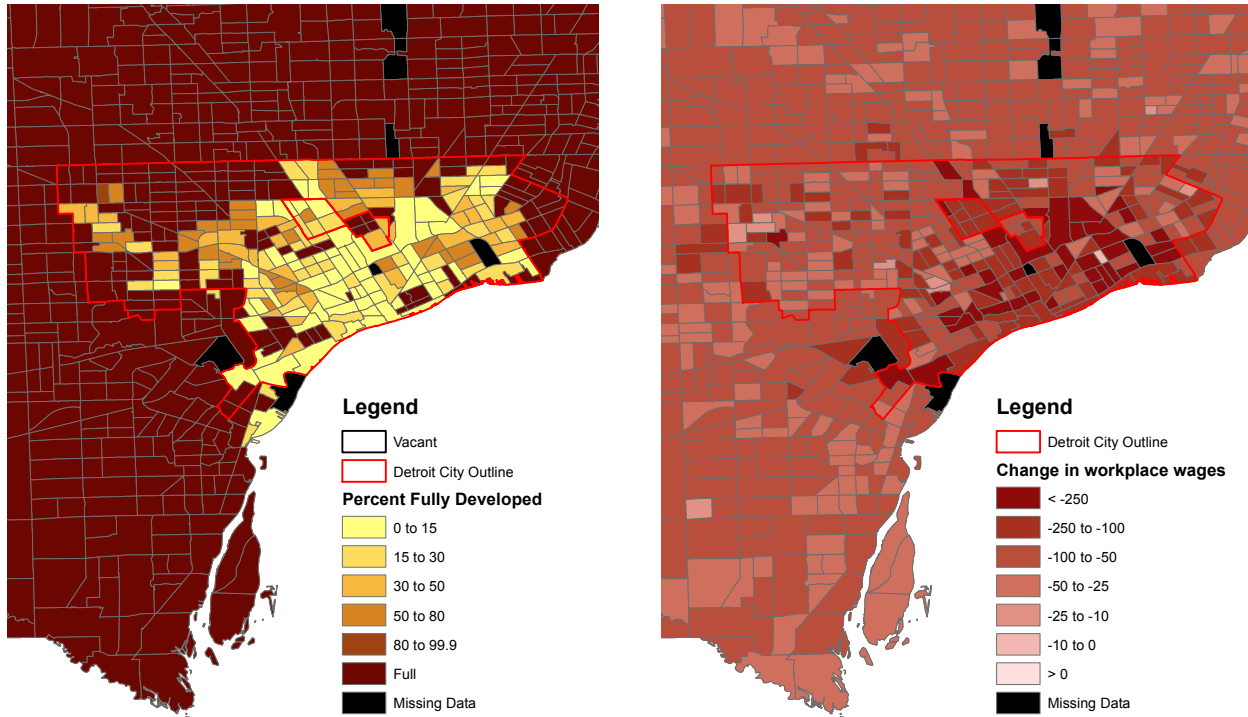 Legend
Vacant
Detroit City Outline
Percent Fully Developed
0 to 15
15 to 30
30 to 50
50 to 80
80 to 99.9
Full
Missing Data
Legend
Detroit City Outline
Change in workplace wages
< -250
-250 to -100
-100 to -50
-50 to -25
-25 to -10
-10 to 0
> 0
Missing Data